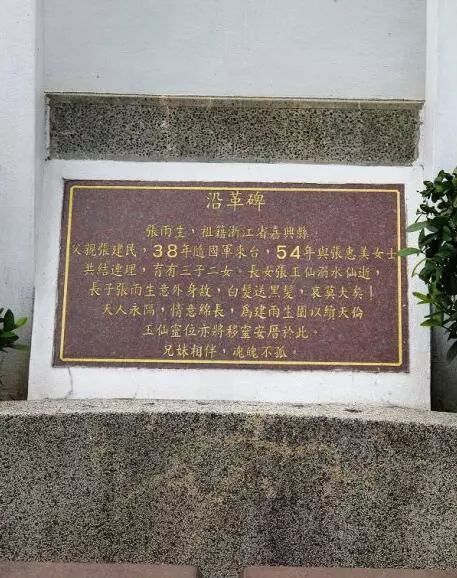 沿革碑
張雨生，祖籍浙江省嘉興縣
父親張建民，38年隨國軍來台，54年與張惠美女士
共結連理，育有三子二女、長女張玉仙溺水仙逝，
長子張雨生意外身故，白髮送黑髮，哀莫大矣！
天人永隔，情意綿長，為建雨生園以續天倫
玉仙靈位亦將移靈安厝於此。
兄妹相伴，魂魄不孤。